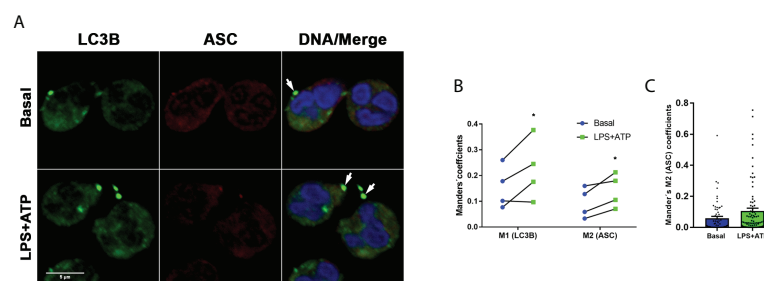 A
LC3B
ASC
DNA/Merge
Basal
LPS+ATP
5 μm
B
Manders coeffcients
0.4
0.3
0.2
0.1
0.0
*
*
Basal
LPS+ATP
M1 (LC3B)
M2 (ASC)
C
Mander´s M2 (ASC) coefficients
0.8
0.6
0.4
0.2
0.0
Basal
LPS+AT